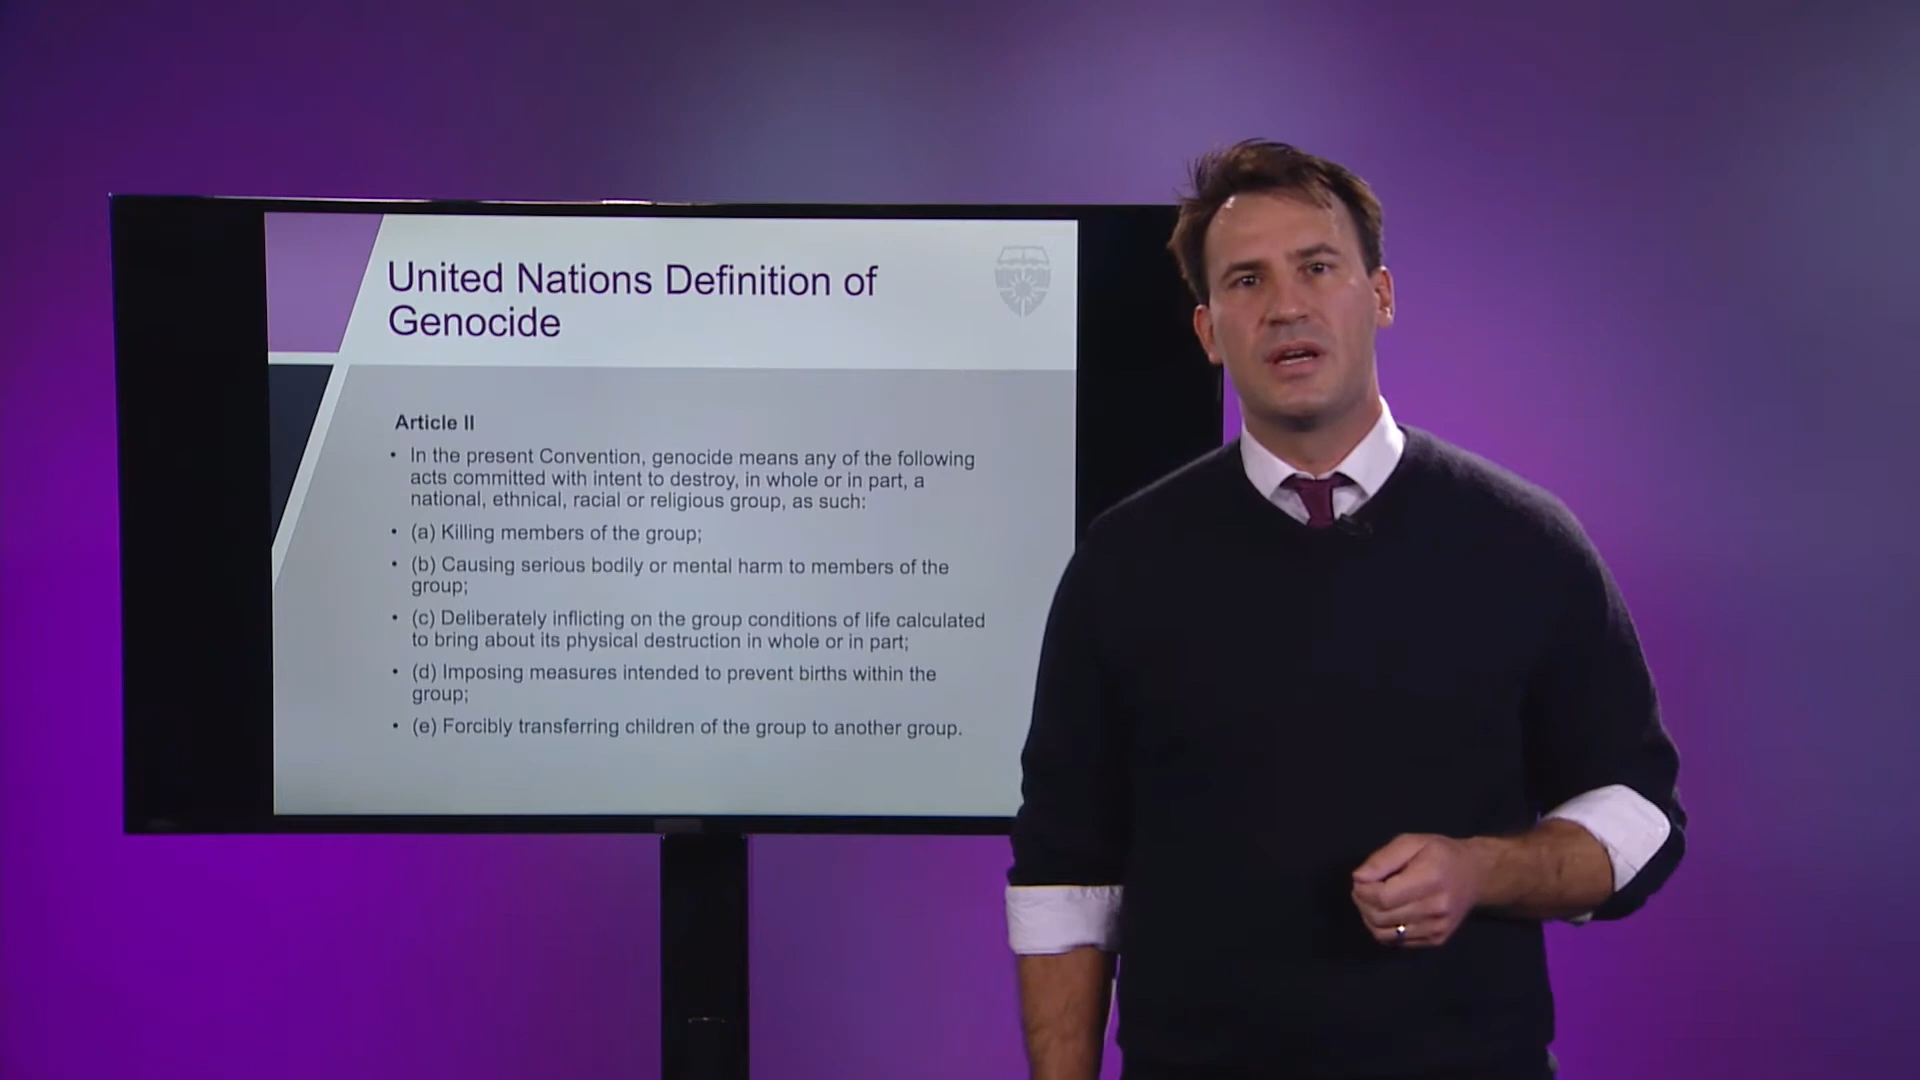 United Nations Definition of
Genocide
Article II
• In the present Convention, genocide means any of the following
acts committed with intent to destroy, in whole or in part, a
national, ethnical, racial or religious group, as such:
• (a) Killing members of the group;
• (b) Causing serious bodily or mental harm to members of the
group;
• (c) Deliberately inflicting on the group conditions of life calculated
to bring about its physical destruction in whole or in part;
• (d) Imposing measures intended to prevent births within the
group;
• (e) Forcibly transferring children of the group to another group.